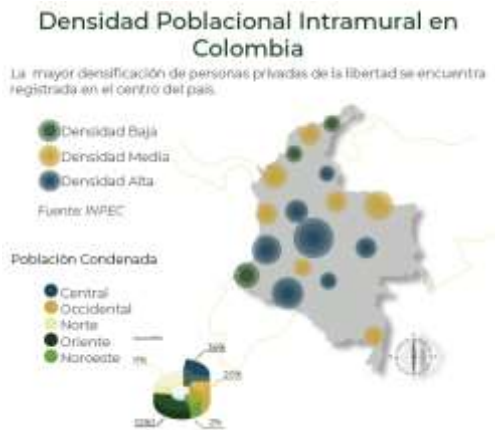 Densidad Poblacional Intramural en
Colombia
La mayor densificación de personas privadas de la libertad se encuentra
registrada en el centro del país.
Densidad Baja
Densidad Media
Densidad Alta
Fuente: INPEC
Población Condenada
Central
Occidental
Norte
Oriente
Noroeste